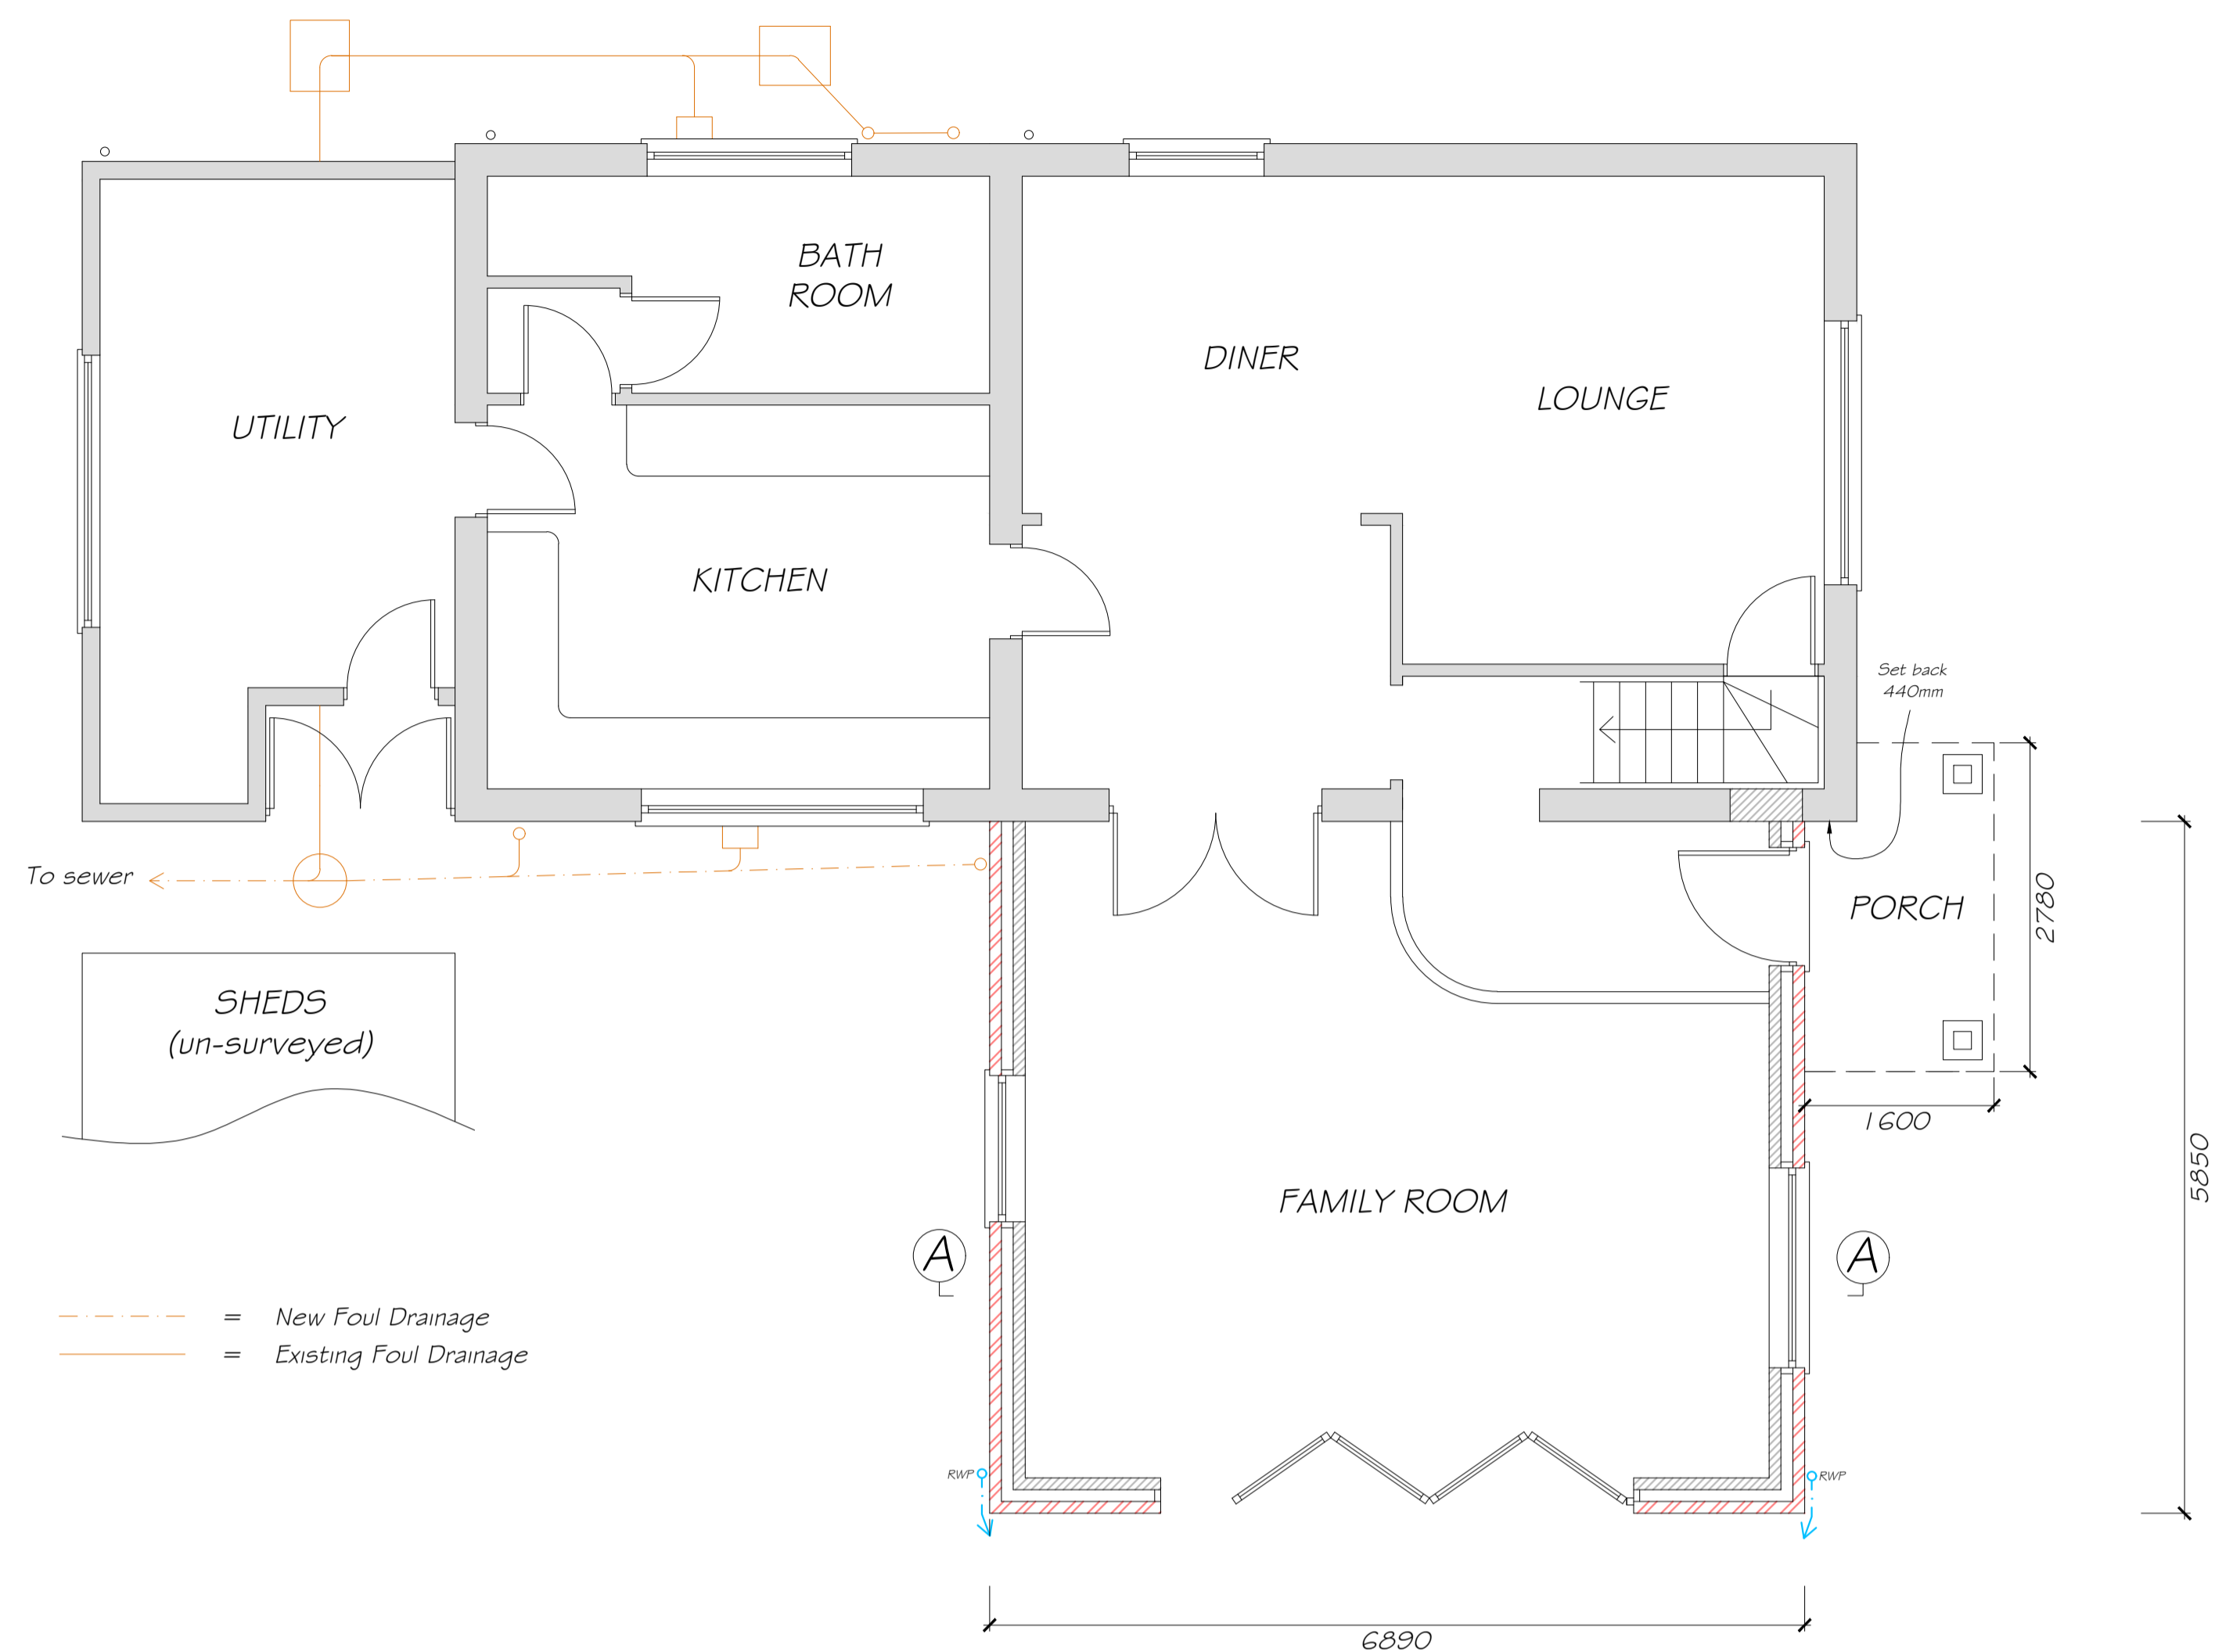 BATH
ROOM
DINER
LOUNGE
UTILITY
KITCHEN
Set back
440mm
To sewer
PORCH
2780
SHEDS
(un-surveyed)
1600
5850
FAMILY ROOM
A
A
= New Foul Drainage
= Existing Foul Drainage
RWP
RWP
6890